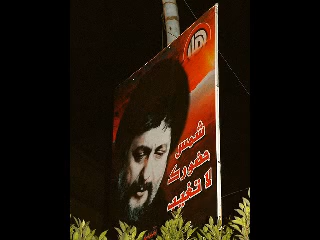 شمس
حضورك
لا تغيب